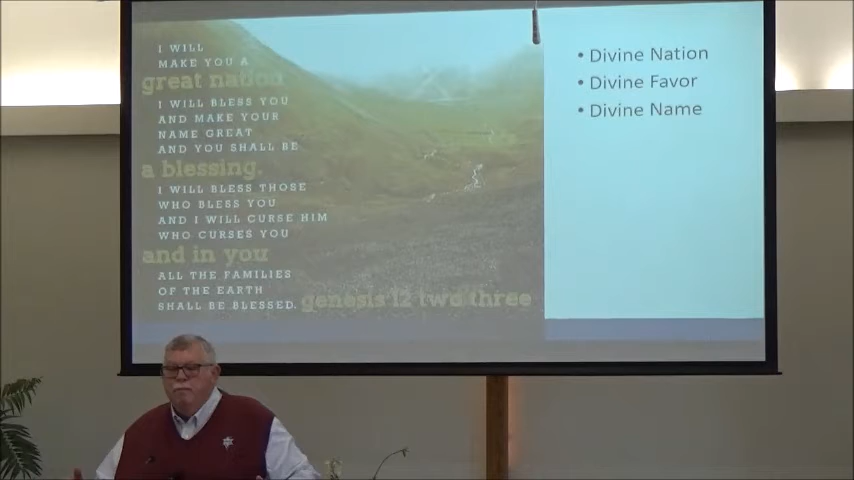 I WILL
MAKE YOU A
great nation
I WILL BLESS YOU
AND MAKE YOUR
NAME GREAT
AND YOU SHALL BE
a blessing.
I WILL BLESS THOSE
WHO BLESS YOU
AND I WILL CURSE HIM
WHO CURSES YOU
and in you
ALL THE FAMILIES
OF THE EARTH
SHALL BE BLESSED. genesis 12 two three
• Divine Nation
• Divine Favor
• Divine Name